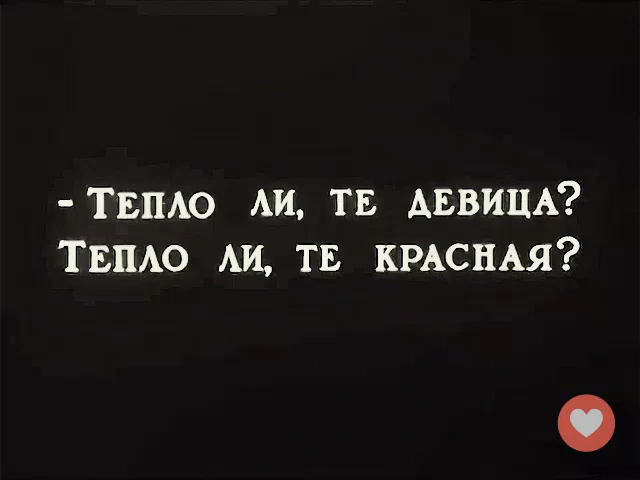 - Тепло ли, те девица?
Тепло ли, те красная?